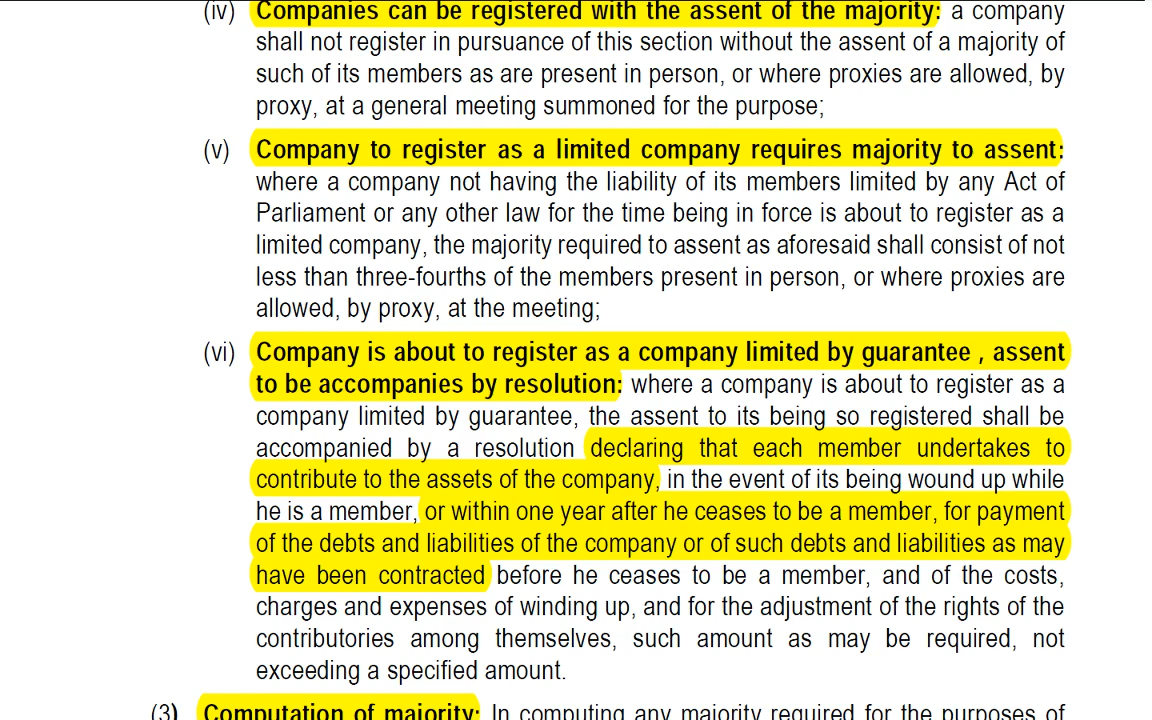 (iv) Companies can be registered with the assent of the majority: a company
shall not register in pursuance of this section without the assent of a majority of
such of its members as are present in person, or where proxies are allowed, by
proxy, at a general meeting summoned for the purpose;
(v) Company to register as a limited company requires majority to assent:
where a company not having the liability of its members limited by any Act of
Parliament or any other law for the time being in force is about to register as a
limited company, the majority required to assent as aforesaid shall consist of not
less than three-fourths of the members present in person, or where proxies are
allowed, by proxy, at the meeting;
(vi) Company is about to register as a company limited by guarantee , assent
to be accompanies by resolution: where a company is about to register as a
company limited by guarantee, the assent to its being so registered shall be
accompanied by a resolution declaring that each member undertakes to
contribute to the assets of the company, in the event of its being wound up while
he is a member, or within one year after he ceases to be a member, for payment
of the debts and liabilities of the company or of such debts and liabilities as may
have been contracted before he ceases to be a member, and of the costs,
charges and expenses of winding up, and for the adjustment of the rights of the
contributories among themselves, such amount as may be required, not
exceeding a specified amount.
(3) Computation of majority: In computing any majority required for the purposes of